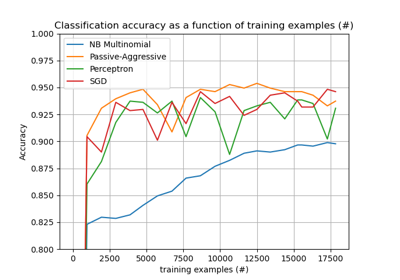 Classification accuracy as a function of training examples (#)
1.000
0.975
0.950
0.925
0.900
0.875
0.850
0.825
0.800
Accuracy
NB Multinomial
Passive-Aggressive
Perceptron
SGD
0 2500 5000 7500 10000 12500 15000 17500
training examples (#)